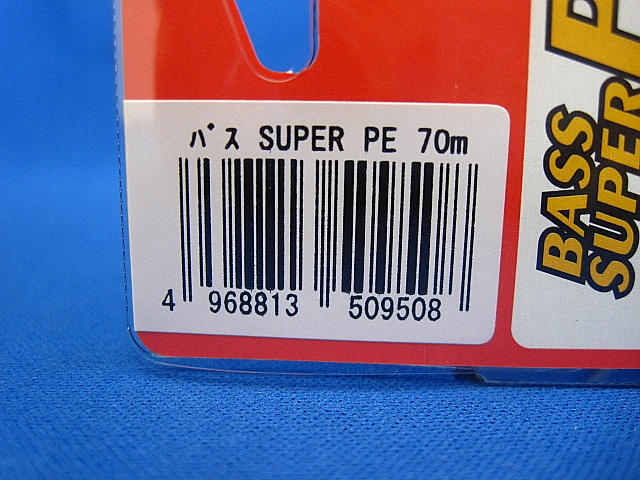 バス SUPER PE 70m
4 968813 509508
BASS
SUPER P